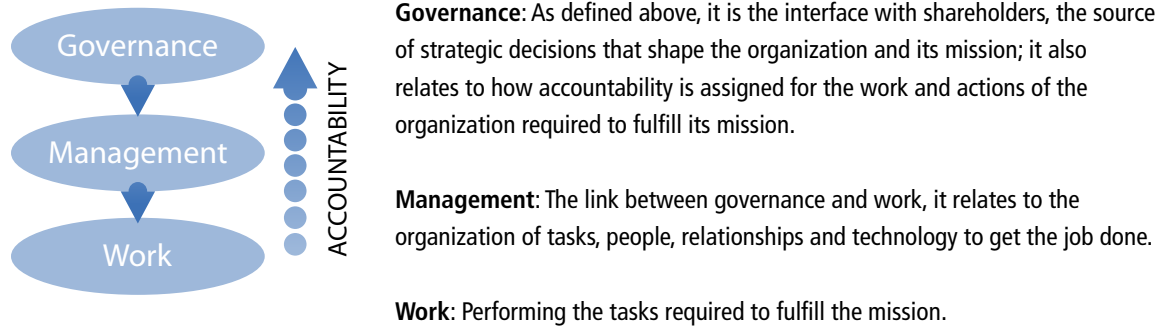 Governance
Management
Work
ACCOUNTABILITY
Governance: As defined above, it is the interface with shareholders, the source
of strategic decisions that shape the organization and its mission; it also
relates to how accountability is assigned for the work and actions of the
organization required to fulfill its mission.
Management: The link between governance and work, it relates to the
organization of tasks, people, relationships and technology to get the job done.
Work: Performing the tasks required to fulfill the mission.